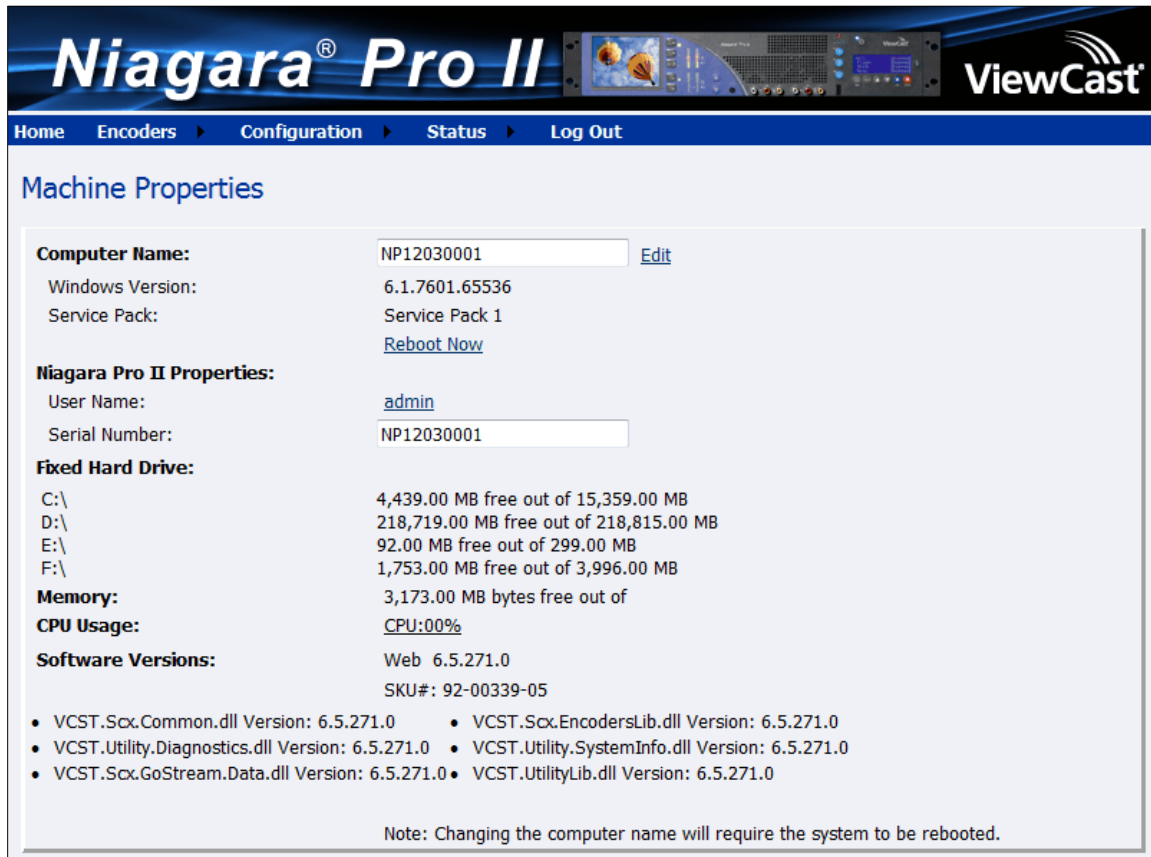 Niagara® Pro II
ViewCast
Home Encoders Configuration Status Log Out
Machine Properties
Computer Name: NP12030001 Edit
Windows Version: 6.1.7601.65536
Service Pack: Service Pack 1
Reboot Now
Niagara Pro II Properties:
User Name: admin
Serial Number: NP12030001
Fixed Hard Drive:
C:\ 4,439.00 MB free out of 15,359.00 MB
D:\ 218,719.00 MB free out of 218,815.00 MB
E:\ 92.00 MB free out of 299.00 MB
F:\ 1,753.00 MB free out of 3,996.00 MB
Memory: 3,173.00 MB bytes free out of
CPU Usage: CPU:00%
Software Versions: Web 6.5.271.0
SKU#: 92-00339-05
• VCST.Scx.Common.dll Version: 6.5.271.0 • VCST.Scx.EncodersLib.dll Version: 6.5.271.0
• VCST.Utility.Diagnostics.dll Version: 6.5.271.0 • VCST.Utility.SystemInfo.dll Version: 6.5.271.0
• VCST.Scx.GoStream.Data.dll Version: 6.5.271.0 • VCST.UtilityLib.dll Version: 6.5.271.0
Note: Changing the computer name will require the system to be rebooted.